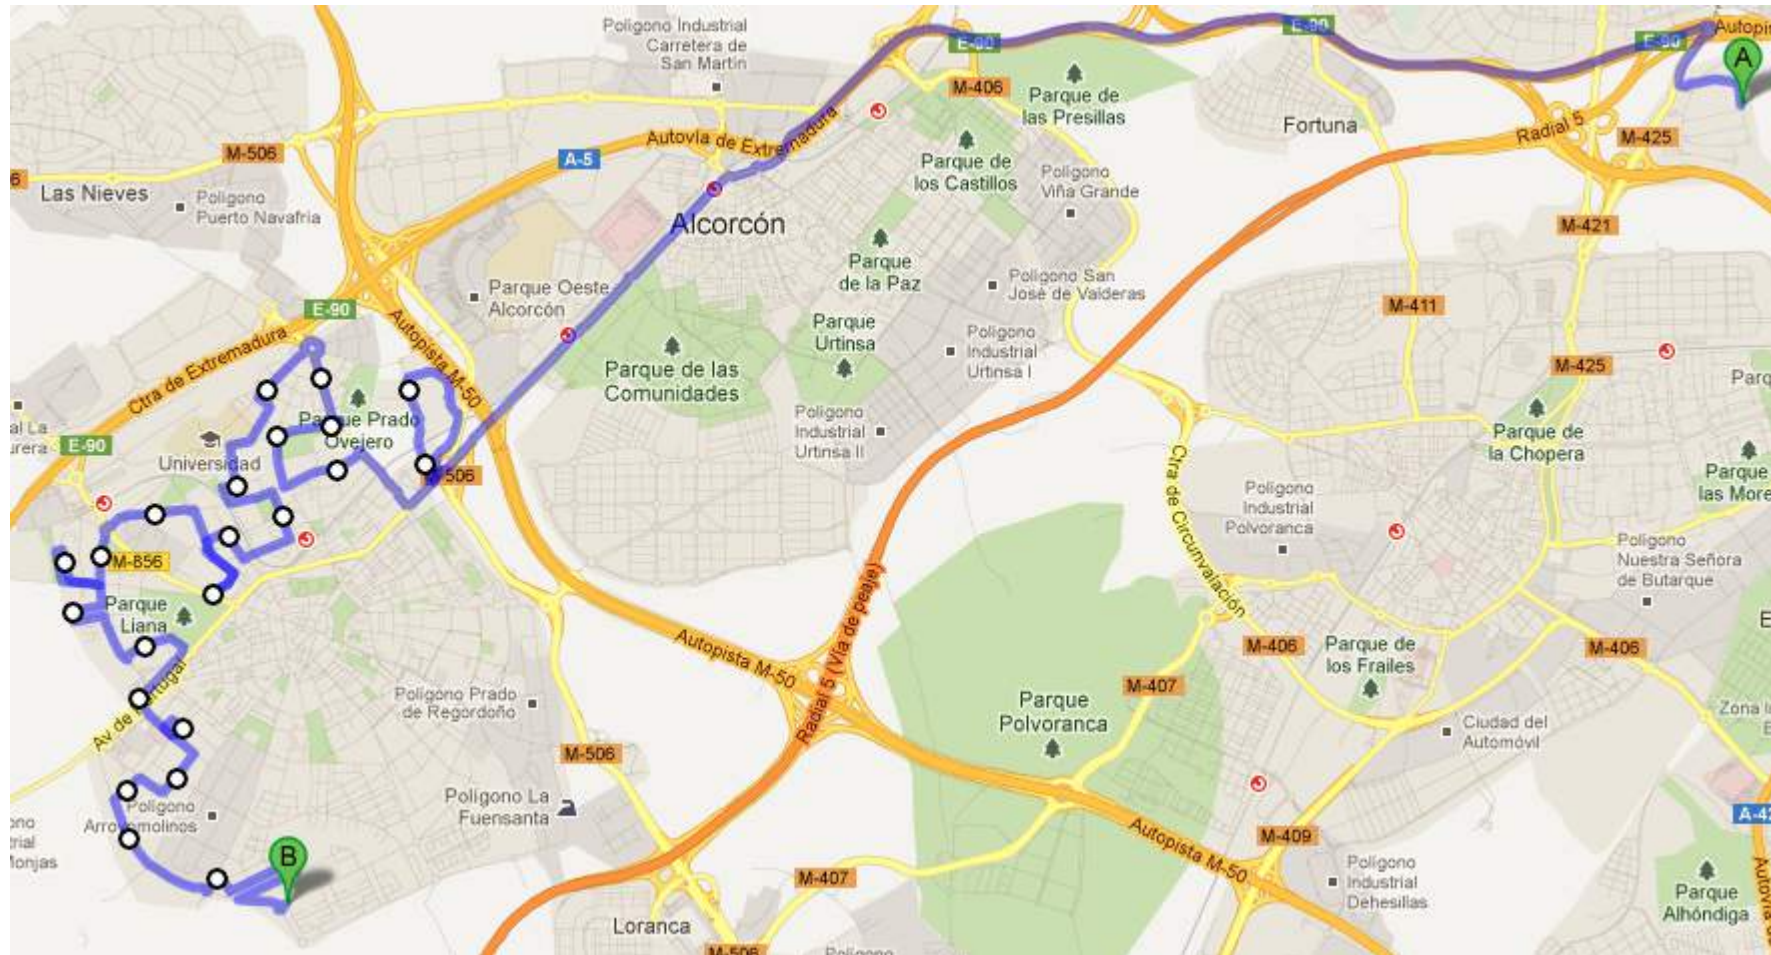 Polígono Industrial
Carretera de
San Martín
E-90
E-90
E-90
Autopi
A
M-406
Parque de
las Presillas
Fortuna
Radial 5
M-425
Autovía de Extremadura
M-506
A-5
Las Nieves
Polígono
Puerto Navafría
Parque de
los Castillos
Polígono
Viña Grande
Alcorcón
M-421
Parque
de la Paz
Polígono San
José de Valderas
Parque Oeste
Alcorcón
E-90
M-411
Parque
Urtinsa
Polígono
Industrial
Urtinsa I
Ctra de Extremadura
Autopista M-50
Parque de las
Comunidades
M-425
Parq
Parque Prado
Ovejero
Polígono
Industrial
Urtinsa II
E-90
Universidad
506
Parque de
la Chopera
Parque
las More
Ctra de Circunvalación
Polígono
Industrial
Polvoranca
Polígono
Nuestra Señora
de Butarque
M-856
Parque
Liana
Radial 5 (Vía de peaje)
Autopista M-50
M-406
Parque de
los Frailes
M-406
M-407
Av de Portugal
Polígono Prado
de Regordoño
Parque
Polvoranca
Ciudad del
Automóvil
Zona I
M-506
Polígono La
Fuensanta
Polígono
Arroyomolinos
B
Autopista M-50
M-409
A-42
M-407
Polígono
Industrial
Dehesillas
Parque
Alhóndiga
Loranca
M-506
Polígono